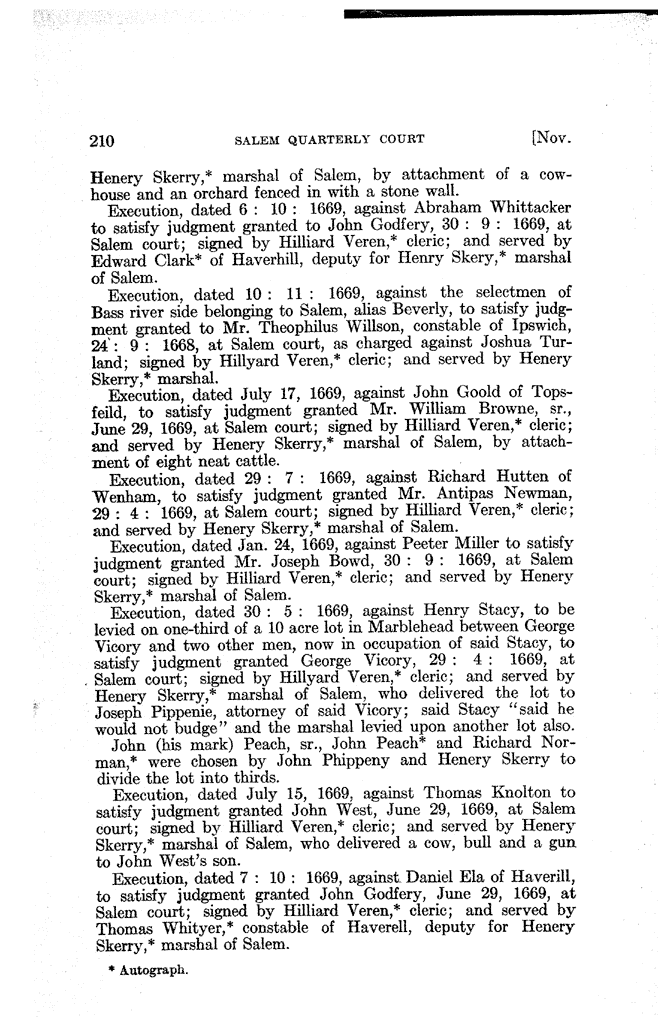 210 SALEM QUARTERLY COURT [Nov.
Henery Skerry,* marshal of Salem, by attachment of a cow-
house and an orchard fenced in with a stone wall.
Execution, dated 6 : 10 : 1669, against Abraham Whittacker
to satisfy judgment granted to John Godfery, 30 : 9 : 1669, at
Salem court; signed by Hilliard Veren,* cleric; and served by
Edward Clark* of Haverhill, deputy for Henry Skery,* marshal
of Salem.
Execution, dated 10 : 11 : 1669, against the selectmen of
Bass river side belonging to Salem, alias Beverly, to satisfy judg-
ment granted to Mr. Theophilus Willson, constable of Ipswich,
24 : 9 : 1668, at Salem court, as charged against Joshua Tur-
land; signed by Hillyard Veren,* cleric; and served by Henery
Skerry,* marshal.
Execution, dated July 17, 1669, against John Goold of Tops-
feild, to satisfy judgment granted Mr. William Browne, sr.,
June 29, 1669, at Salem court; signed by Hilliard Veren,* cleric;
and served by Henery Skerry,* marshal of Salem, by attach-
ment of eight neat cattle.
Execution, dated 29 : 7 : 1669, against Richard Hutten of
Wenham, to satisfy judgment granted Mr. Antipas Newman,
29 : 4 : 1669, at Salem court; signed by Hilliard Veren,* cleric;
and served by Henery Skerry,* marshal of Salem.
Execution, dated Jan. 24, 1669, against Peeter Miller to satisfy
judgment granted Mr. Joseph Bowd, 30 : 9 : 1669, at Salem
court; signed by Hilliard Veren,* cleric; and served by Henery
Skerry,* marshal of Salem.
Execution, dated 30 : 5 : 1669, against Henry Stacy, to be
levied on one-third of a 10 acre lot in Marblehead between George
Vicory and two other men, now in occupation of said Stacy, to
satisfy judgment granted George Vicory, 29 : 4 : 1669, at
Salem court; signed by Hillyard Veren,* cleric; and served by
Henery Skerry,* marshal of Salem, who delivered the lot to
Joseph Pippenie, attorney of said Vicory; said Stacy "said he
would not budge" and the marshal levied upon another lot also.
John (his mark) Peach, sr., John Peach* and Richard Nor-
man,* were chosen by John Phippeny and Henery Skerry to
divide the lot into thirds.
Execution, dated July 15, 1669, against Thomas Knolton to
satisfy judgment granted John West, June 29, 1669, at Salem
court; signed by Hilliard Veren,* cleric; and served by Henery
Skerry,* marshal of Salem, who delivered a cow, bull and a gun
to John West's son.
Execution, dated 7 : 10 : 1669, against Daniel Ela of Haverill,
to satisfy judgment granted John Godfery, June 29, 1669, at
Salem court; signed by Hilliard Veren,* cleric; and served by
Thomas Whityer,* constable of Haverell, deputy for Henery
Skerry,* marshal of Salem.
* Autograph.